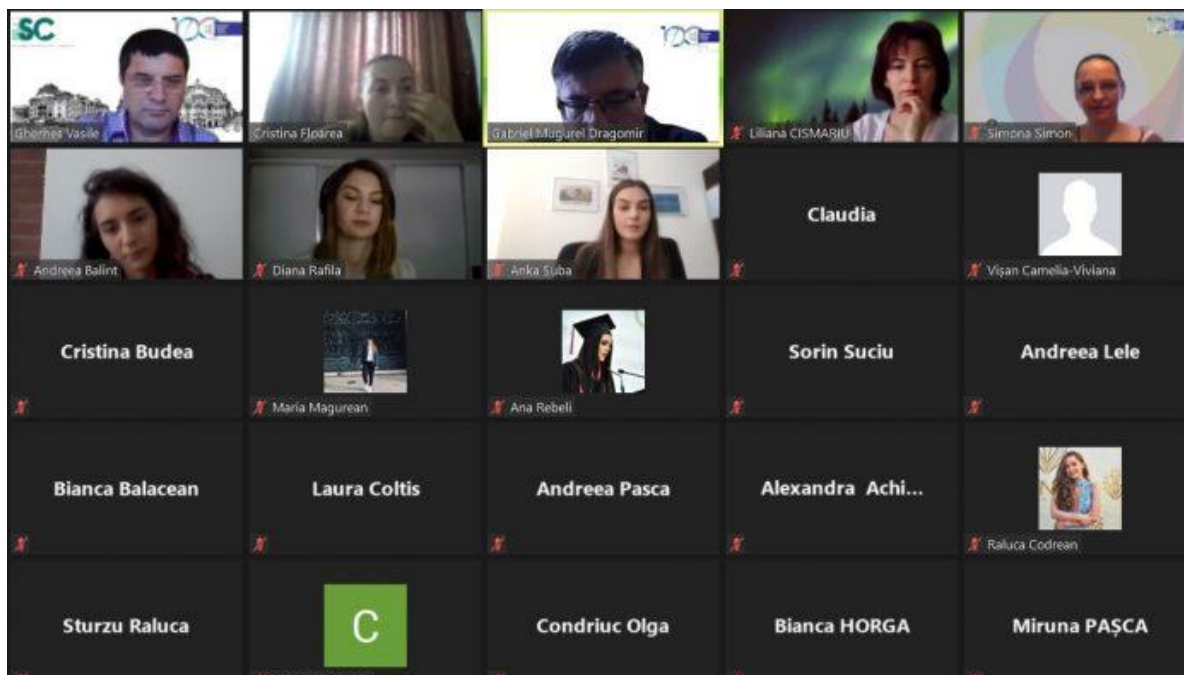 SC
Gherheș Vasile
Cristina Floarea
Gabriel Mugurel Dragomir
Liliana CISMARIU
Simona Simon
Andreea Balint
Diana Rafila
Anka Suba
Claudia
Vișan Camelia-Viviana
Cristina Budea
Maria Magurean
Ana Rebeli
Sorin Suciu
Andreea Lele
Bianca Balacean
Laura Coltis
Andreea Pasca
Alexandra Achi...
Raluca Codrean
Sturzu Raluca
C
Condriuc Olga
Bianca HORGA
Miruna PAȘCA